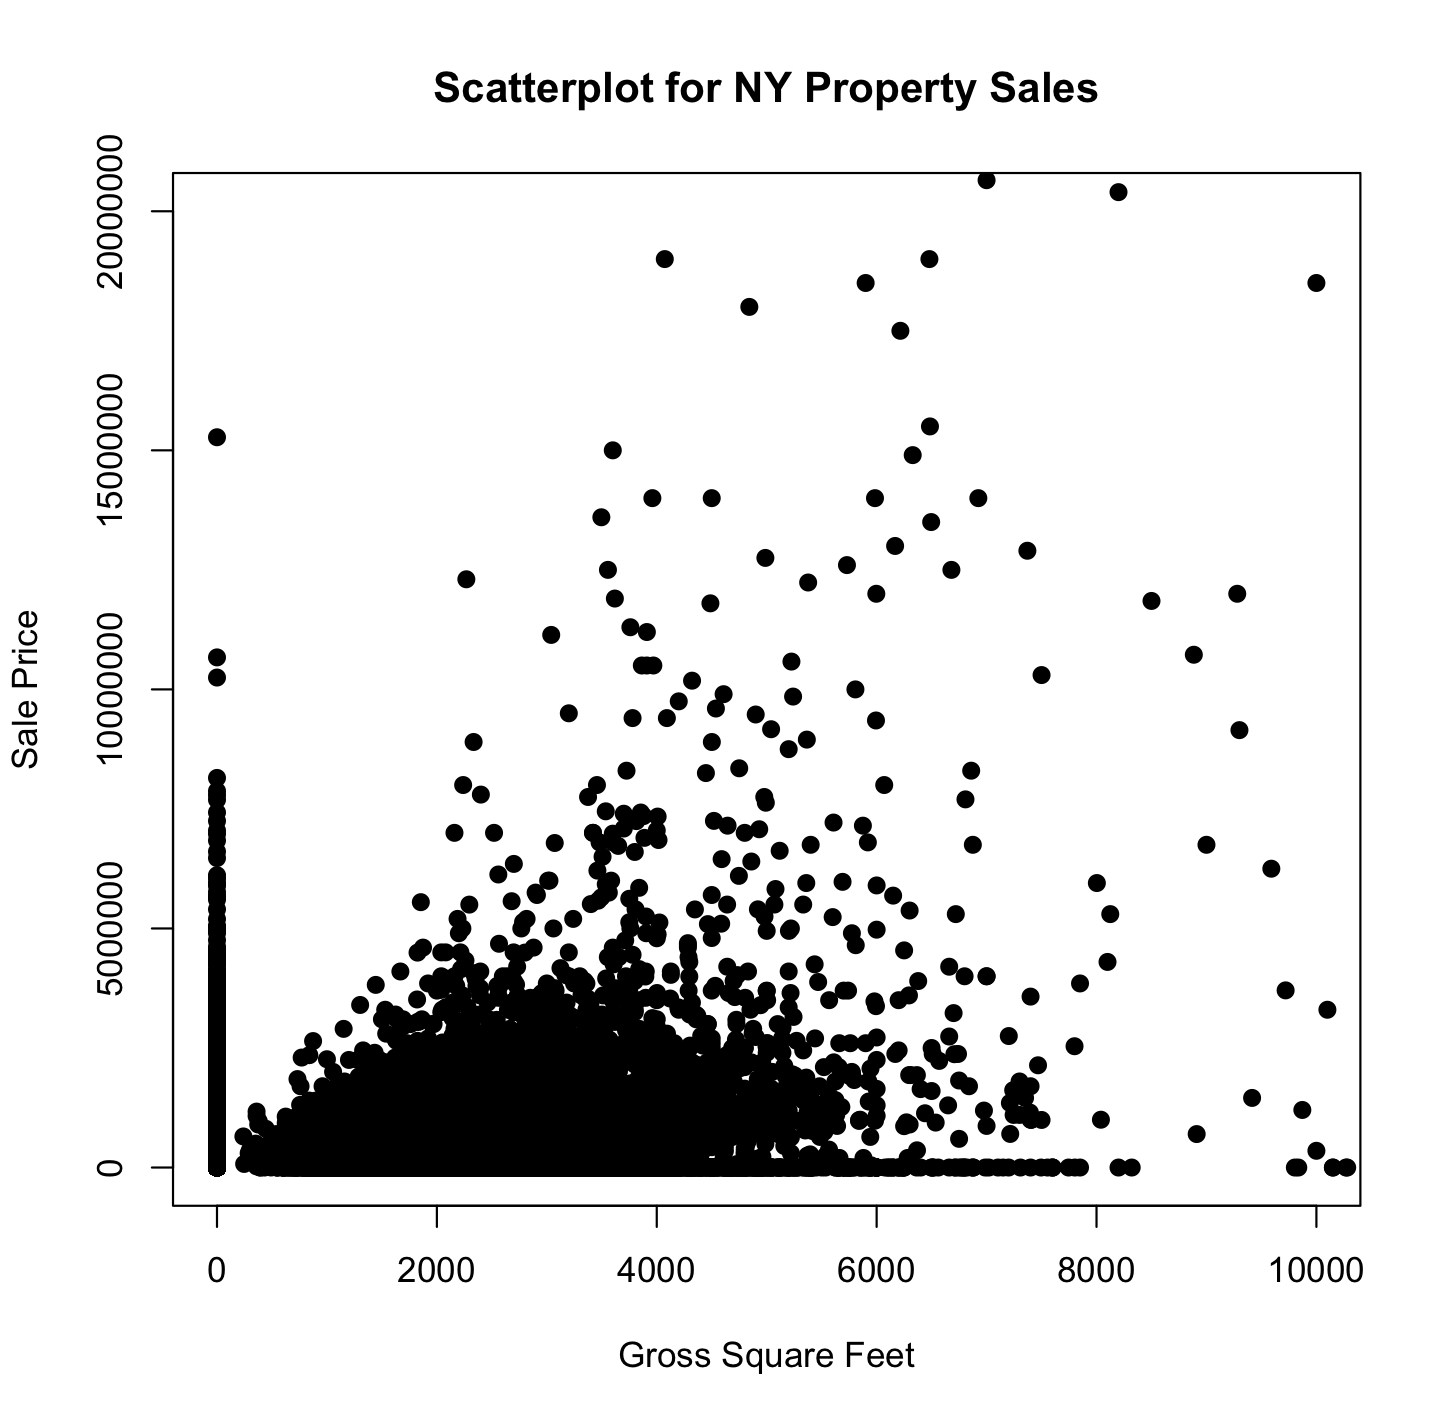 Scatterplot for NY Property Sales
20000000
15000000
10000000
5000000
0
Sale Price
0 2000 4000 6000 8000 10000
Gross Square Feet